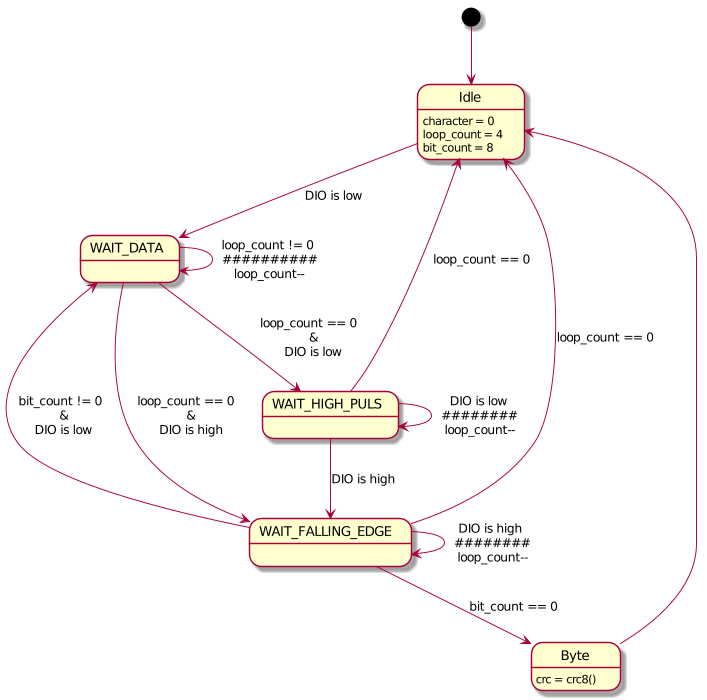 Idle
character = 0
loop_count = 4
bit_count = 8
DIO is low
WAIT_DATA
loop_count != 0
##########
loop_count--
loop_count == 0
loop_count == 0
&
DIO is low
loop_count == 0
WAIT_HIGH_PULS
DIO is low
########
loop_count--
bit_count != 0
&
DIO is low
loop_count == 0
&
DIO is high
DIO is high
WAIT_FALLING_EDGE
DIO is high
########
loop_count--
bit_count == 0
Byte
crc = crc8()